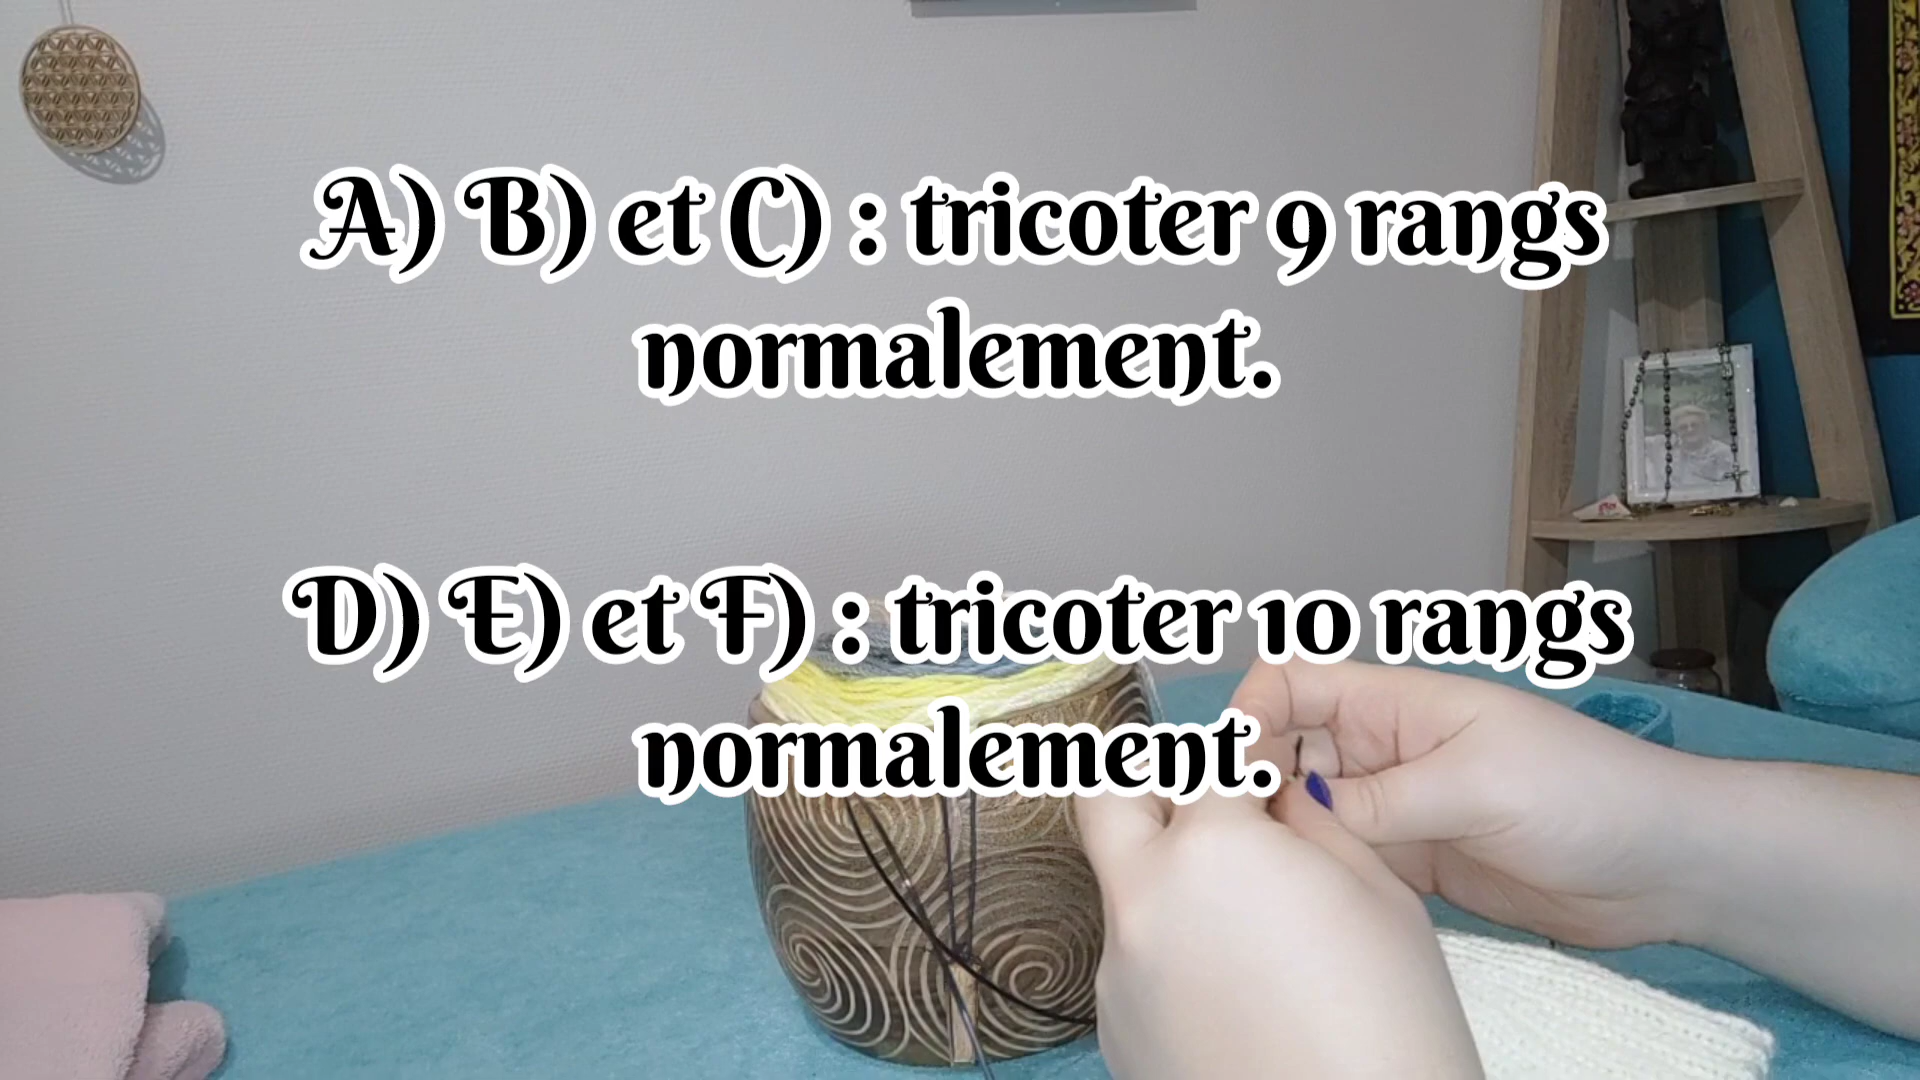 A) B) et C) : tricoter 9 rangs
normalement.
D) E) et F) : tricoter 10 rangs
normalement.